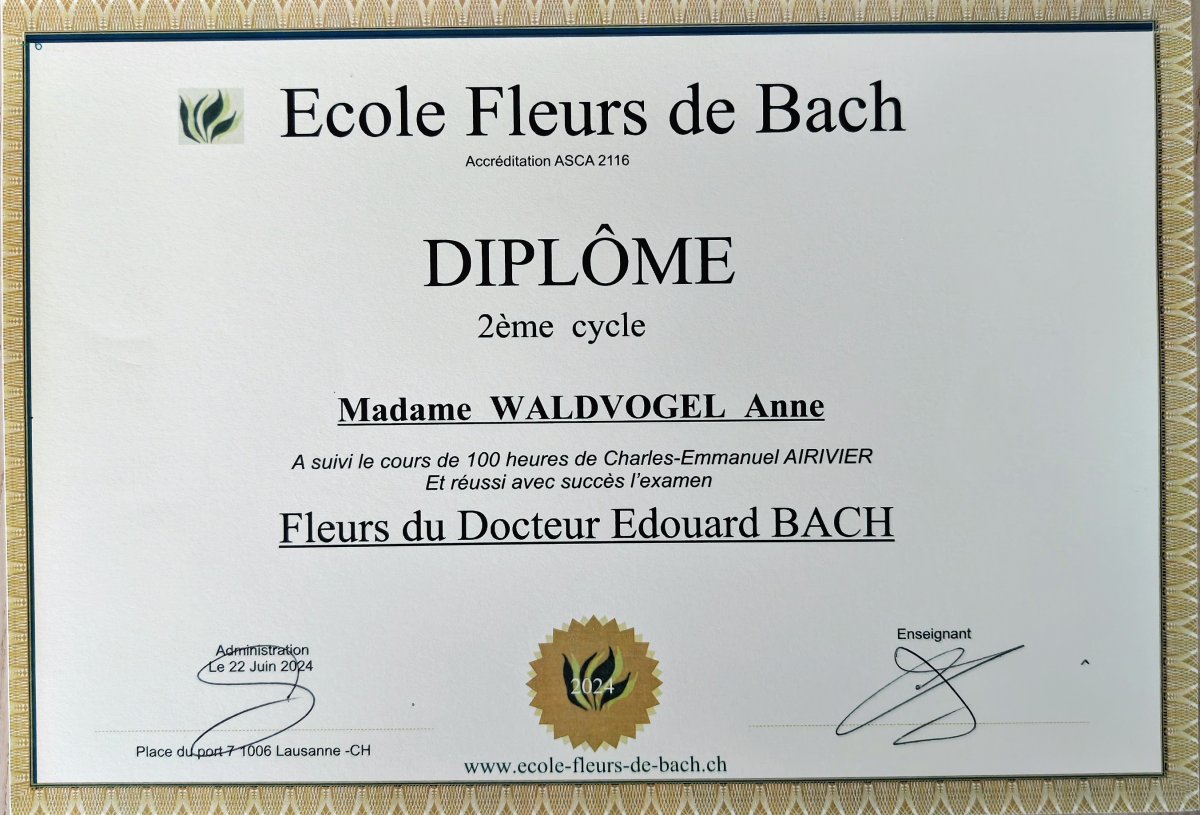 Ecole Fleurs de Bach
Accréditation ASCA 2116
DIPLÔME
2ème cycle
Madame WALDVOGEL Anne
A suivi le cours de 100 heures de Charles-Emmanuel AIRIVIER
Et réussi avec succès l'examen
Fleurs du Docteur Edouard BACH
Administration
Le 22 Juin 2024
Place du port 7 1006 Lausanne -CH
2024
Enseignant
www.ecole-fleurs-de-bach.ch